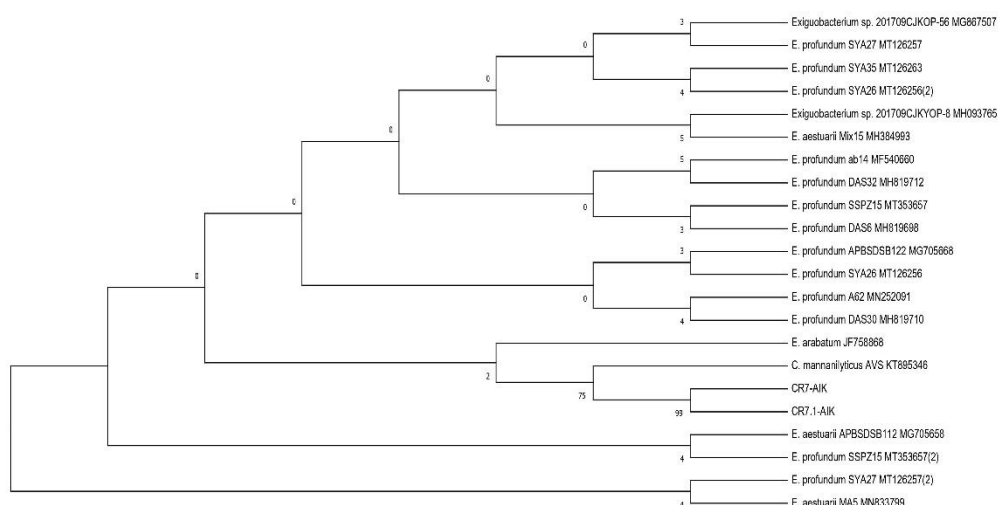 3
Exiguobacterium sp. 201709CJKOP-56 MG867507
0
E. profundum SYA27 MT126257
E. profundum SYA35 MT126263
0
4
E. profundum SYA26 MT126256(2)
Exiguobacterium sp. 201709CJKYOP-8 MH093765
0
5
E. aestuarii Mix15 MH384993
5
E. profundum ab14 MF540660
E. profundum DAS32 MH819712
0
0
E. profundum SSPZ15 MT353657
3
E. profundum DAS6 MH819698
3
E. profundum APBSDSB122 MG705668
0
E. profundum SYA26 MT126256
0
E. profundum A62 MN252091
4
E. profundum DAS30 MH819710
E. arabatum JF758868
2
C. mannanilyticus AVS KT895346
75
CR7-AIK
99
CR7.1-AIK
E. aestuarii APBSDSB112 MG705658
4
E. profundum SSPZ15 MT353657(2)
E. profundum SYA27 MT126257(2)
4
E. aestuarii MA5 MN833799